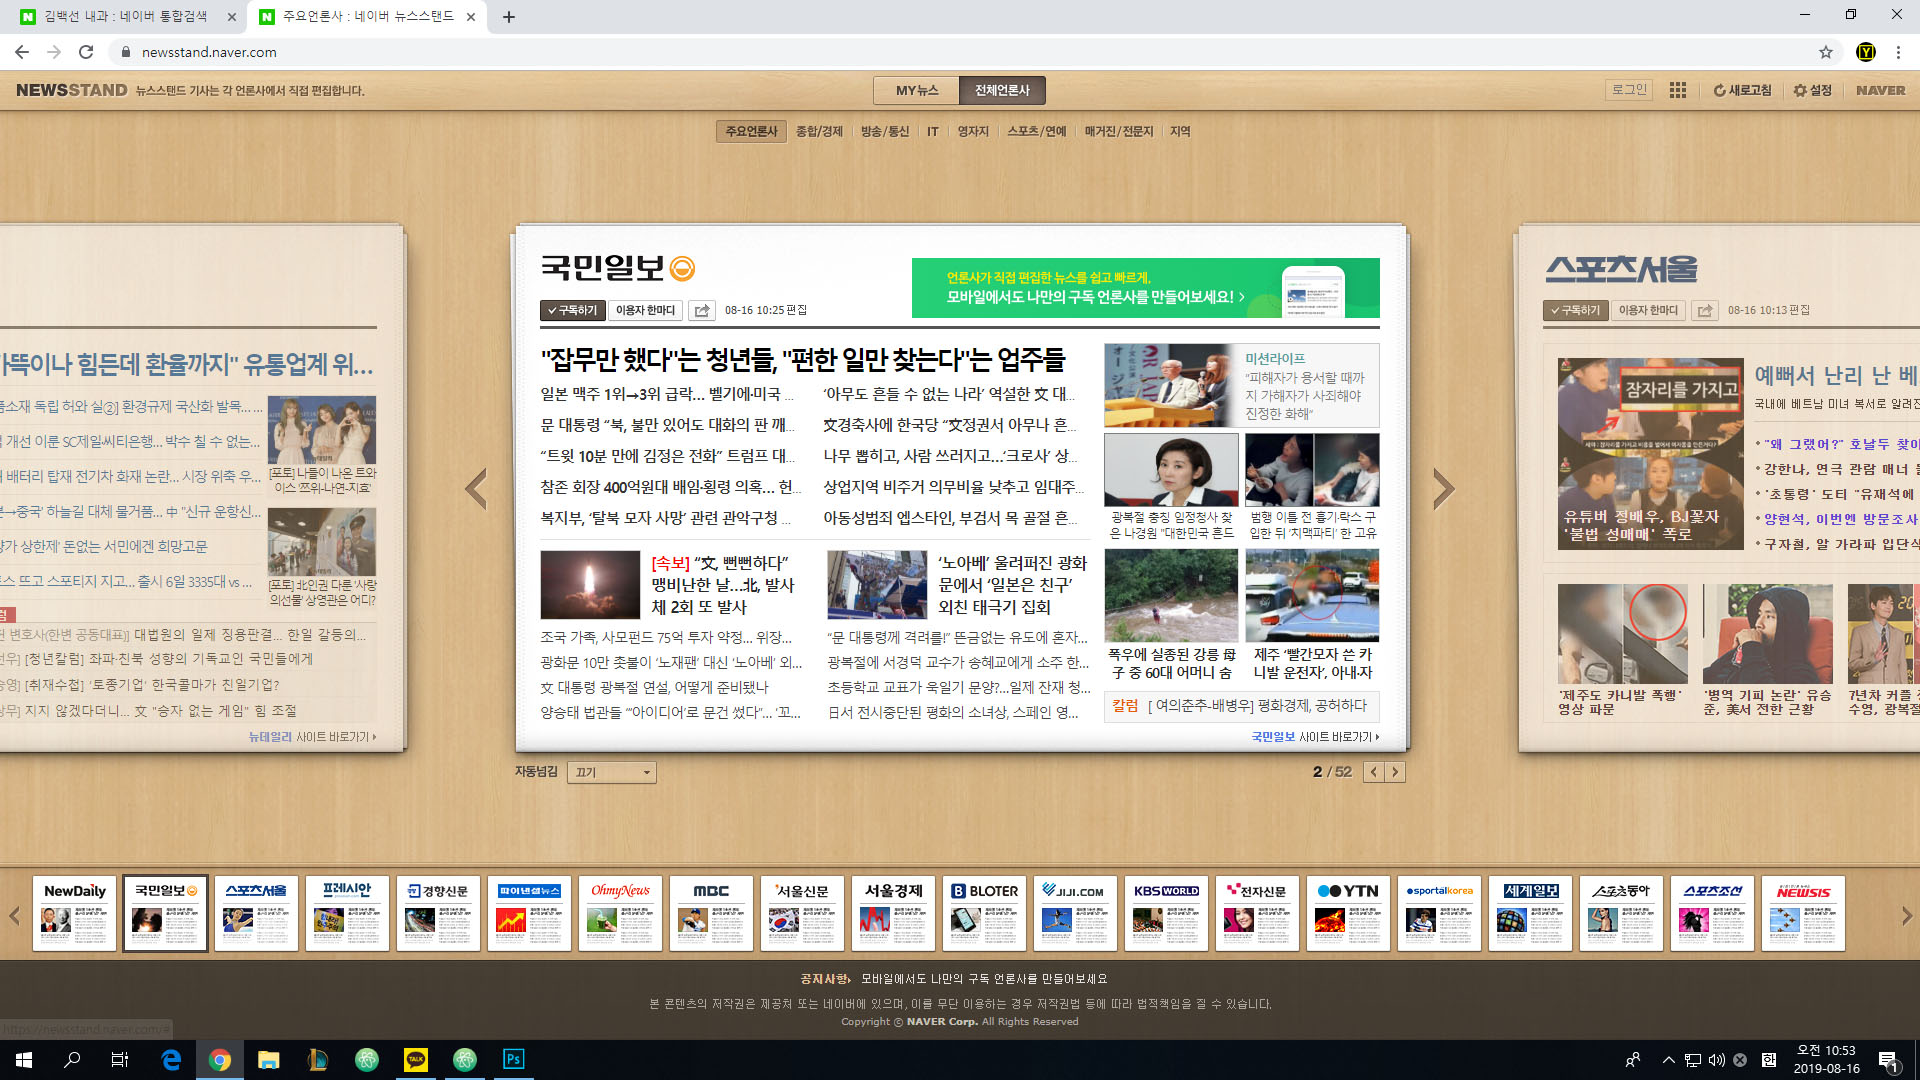 김백선 내과 : 네이버 통합검색
주요언론사 : 네이버 뉴스스탠드
newsstand.naver.com
NEWSSTAND 뉴스스탠드 기사는 각 언론사에서 직접 편집합니다.
MY뉴스 전체언론사
로그인 새로고침 설정 NAVER
주요언론사 종합/경제 방송/통신 IT 영자지 스포츠/연예 매거진/전문지 지역
힘든데 환율까지" 유통업계 위...
품소재 독립 허와 실②] 환경규제 국산화 발목... ...
개선 이룬 SC제일씨티은행... 박수 칠 수 없는...
배터리 탑재 전기차 화재 논란... 시장 위축 우...
→중국' 하늘길 대체 물거품... 中 "신규 운항신...
양가 상한제' 돈없는 서민에겐 희망고문
스 뜨고 스포티지 지고... 출시 6일 3335대 vs ...
[포토] 나들이 나온 트와
이스 '쯔위-나연-지효'
[포토] 北인권 다룬 '사랑
의선물' 상영관은 어디?
변호사(한변 공동대표)] 대법원의 일제 징용판결... 한일 갈등의...
[청년칼럼] 좌파·친북 성향의 기독교인 국민들에게
[취재수첩] '토종기업' 한국콜마가 친일기업?
지지 않겠다더니... 文 "승자 없는 게임" 힘 조절
뉴데일리 사이트 바로가기
국민일보
언론사가 직접 편집한 뉴스를 쉽고 빠르게,
모바일에서도 나만의 구독 언론사를 만들어보세요!
구독하기 이용자 한마디 08-16 10:25 편집
"잡무만 했다"는 청년들, "편한 일만 찾는다"는 업주들
일본 맥주 1위→3위 급락... 벨기에·미국 ...
문 대통령 “북, 불만 있어도 대화의 판 깨...
“트윗 10분 만에 김정은 전화” 트럼프 대...
참존 회장 400억원대 배임·횡령 의혹... 헌...
복지부, ‘탈북 모자 사망’ 관련 관악구청 ...
‘아무도 흔들 수 없는 나라’ 역설한 文 대...
文경축사에 한국당 “文정권서 아무나 흔...
나무 뽑히고, 사람 쓰러지고…‘크로사’ 상...
상업지역 비주거 의무비율 낮추고 임대주...
아동성범죄 엡스타인, 부검서 목 골절 흔...
[속보] “文, 뻔뻔하다”
맹비난한 날…北, 발사
체 2회 또 발사
‘노아베’ 울려퍼진 광화
문에서 ‘일본은 친구’
외친 태극기 집회
조국 가족, 사모펀드 75억 투자 약정... 위장...
광화문 10만 촛불이 ‘노재팬’ 대신 ‘노아베’ 외...
文 대통령 광복절 연설, 어떻게 준비됐나
양승태 법관들 “‘아이디어’로 문건 썼다”... ‘꼬...
“문 대통령께 격려를!” 뜬금없는 유도에 혼자...
광복절에 서경덕 교수가 송혜교에게 소주 한...
초등학교 교표가 욱일기 문양?...일제 잔재 청...
日서 전시중단된 평화의 소녀상, 스페인 영...
미션라이프
“피해자가 용서할 때까
지 가해자가 사죄해야
진정한 화해”
광복절 충칭 임정청사 찾
은 나경원 “대한민국 흔드
범행 이틀 전 흉기·락스 구
입한 뒤 ‘치맥파티’ 한 고유
폭우에 실종된 강릉 母
子 중 60대 어머니 숨
제주 ‘빨간모자 쓴 카
니발 운전자’, 아내·자
칼럼 [ 여의춘추-배병우] 평화경제, 공허하다
국민일보 사이트 바로가기
자동넘김 끄기
2 / 52
스포츠서울
구독하기 이용자 한마디 08-16 10:13 편집
잠자리를 가지고
유튜버 정배우, BJ꽃자
'불법 성매매' 폭로
예뻐서 난리 난 베
국내에 베트남 미녀 복서로 알려진
"왜 그랬어?" 호날두 찾아
강한나, 연극 관람 매너
'초통령' 도티 "유재석에
양현석, 이번엔 방문조사
구자철, 알 가라파 입단식
'제주도 카니발 폭행'
영상 파문
'병역 기피 논란' 유승
준, 美서 전한 근황
7년차 커플
수영, 광복절
NewDaily 국민일보 스포츠서울 프레시안 경향신문 파이낸셜뉴스 OhmyNews MBC 서울신문 서울경제 BLOTER JIJI.COM KBS WORLD 전자신문 YTN sportalkorea 세계일보 스포츠동아 스포츠조선 NEWSIS
공지사항 모바일에서도 나만의 구독 언론사를 만들어보세요
본 콘텐츠의 저작권은 제공처 또는 네이버에 있으며, 이를 무단 이용하는 경우 저작권법 등에 따라 법적책임을 질 수 있습니다.
Copyright © NAVER Corp. All Rights Reserved
https://newsstand.naver.com/#
TALK Ps
한
오전 10:53
2019-08-16
1